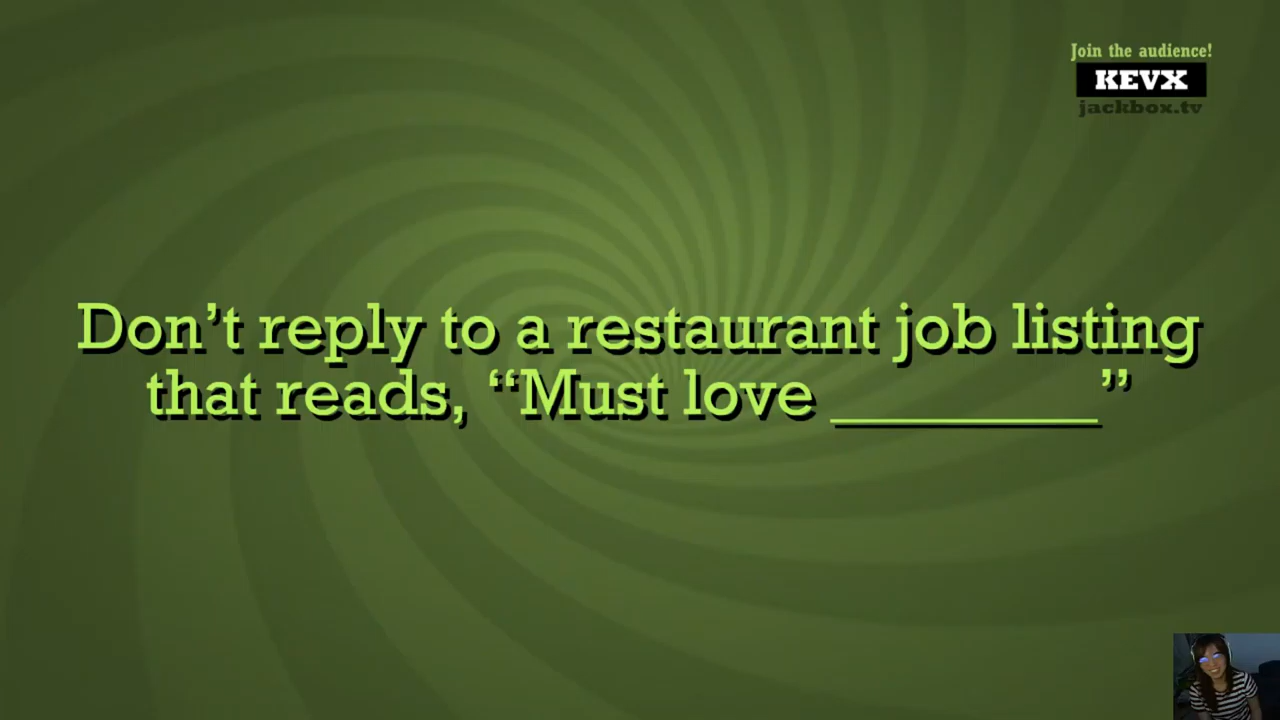 Join the audience!
KEVX
jackbox.tv
Don’t reply to a restaurant job listing
that reads, “Must love ________”